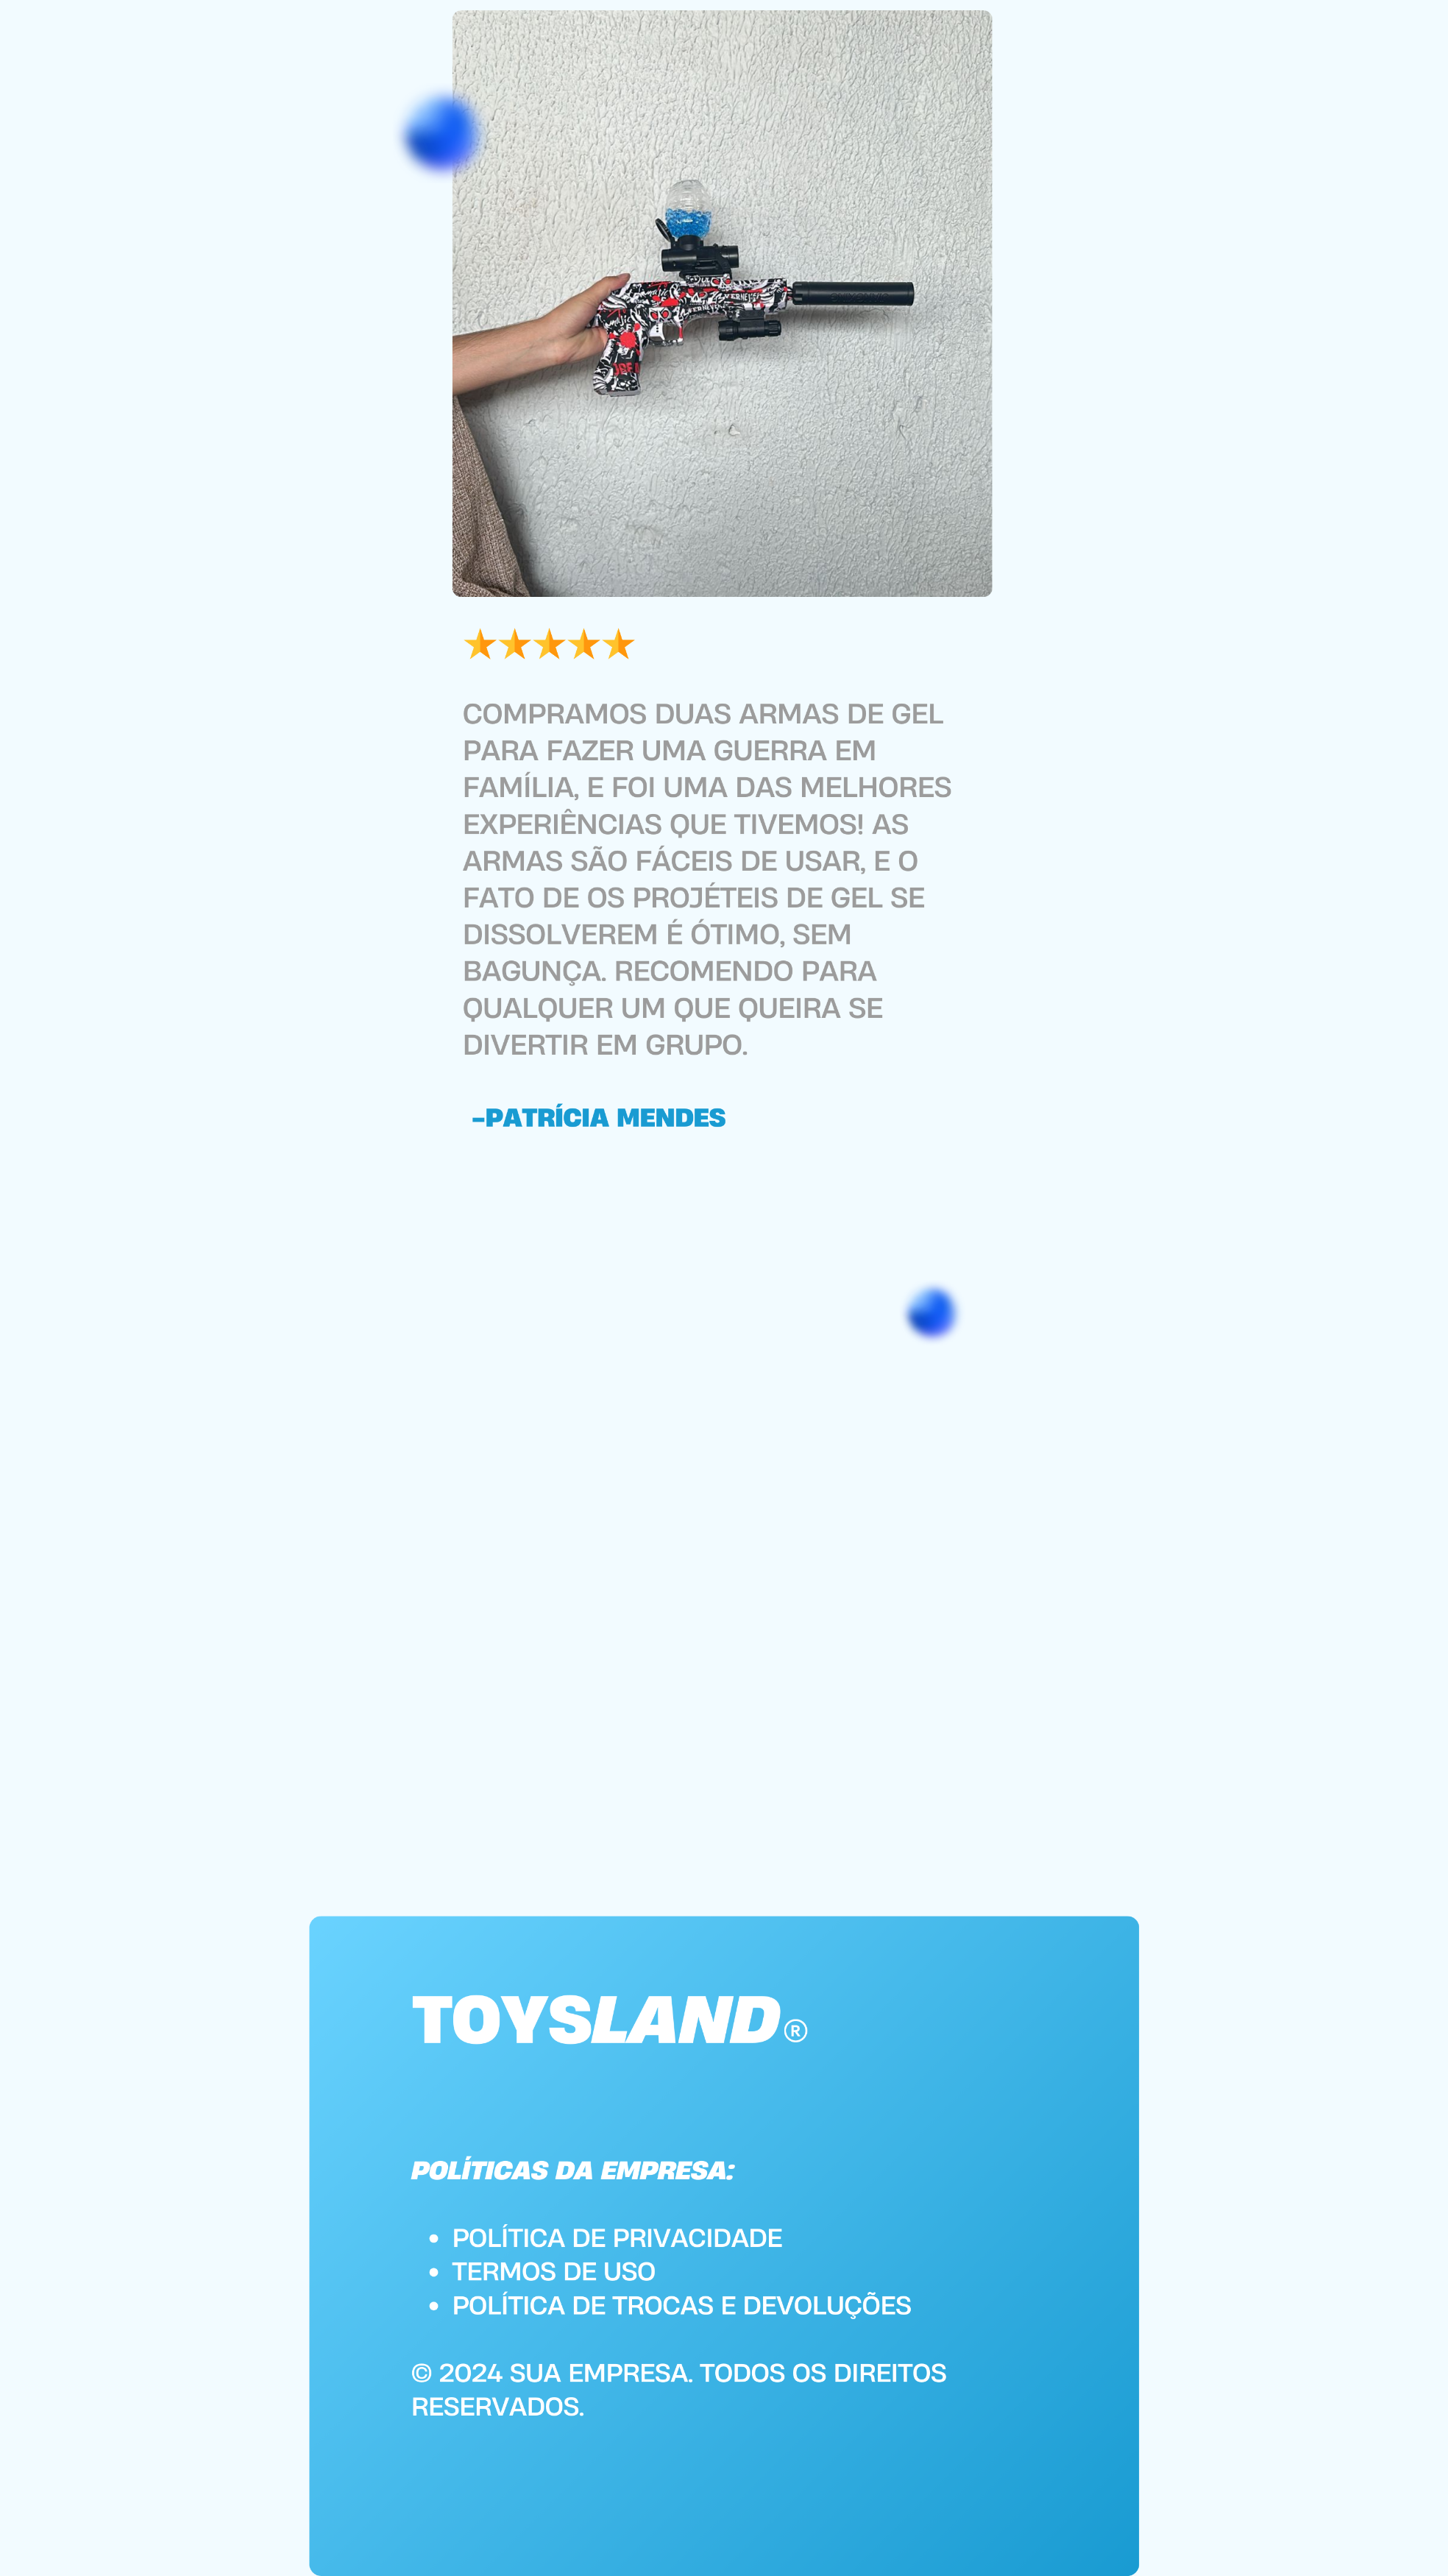 COMPRAMOS DUAS ARMAS DE GEL
PARA FAZER UMA GUERRA EM
FAMÍLIA, E FOI UMA DAS MELHORES
EXPERIÊNCIAS QUE TIVEMOS! AS
ARMAS SÃO FÁCEIS DE USAR, E O
FATO DE OS PROJÉTEIS DE GEL SE
DISSOLVEREM É ÓTIMO, SEM
BAGUNÇA. RECOMENDO PARA
QUALQUER UM QUE QUEIRA SE
DIVERTIR EM GRUPO.
-PATRÍCIA MENDES
TOYSLAND®
POLÍTICAS DA EMPRESA:
• POLÍTICA DE PRIVACIDADE
• TERMOS DE USO
• POLÍTICA DE TROCAS E DEVOLUÇÕES
© 2024 SUA EMPRESA. TODOS OS DIREITOS
RESERVADOS.